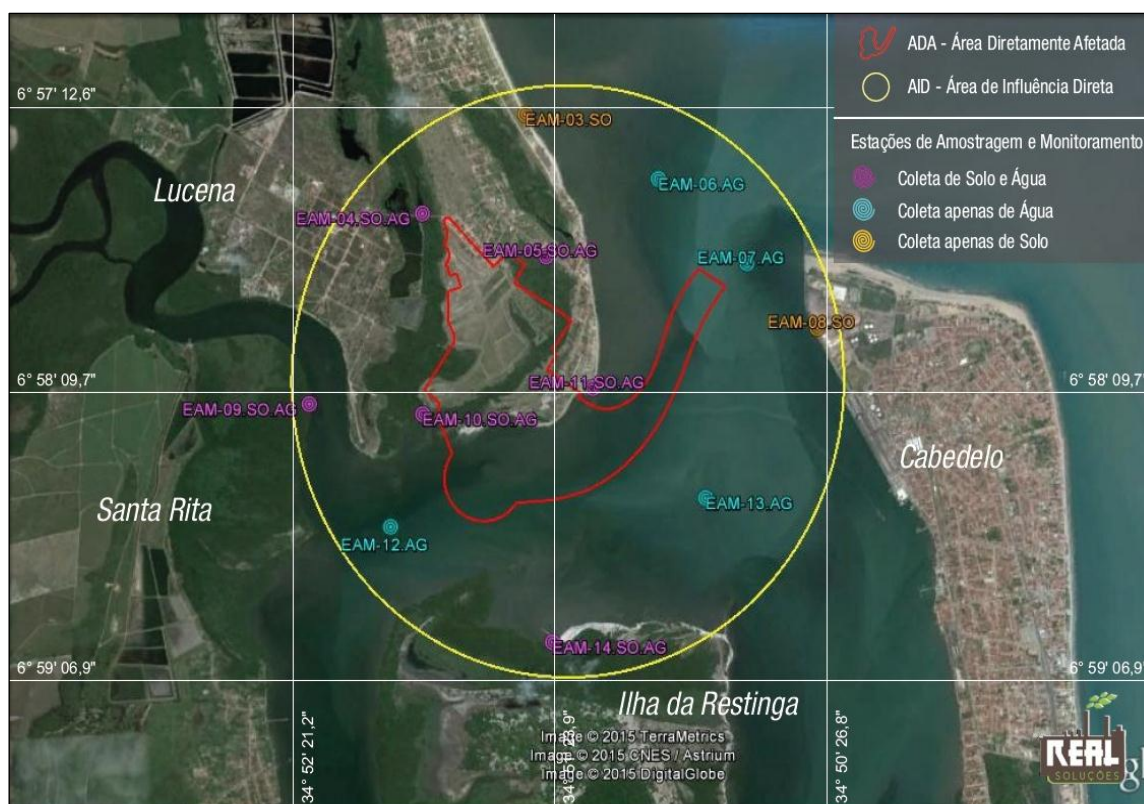 ADA - Área Diretamente Afetada
AID - Área de Influência Direta
Estações de Amostragem e Monitoramento
Coleta de Solo e Água
Coleta apenas de Água
Coleta apenas de Solo
6° 57' 12,6"
EAM-03.SO
EAM-06.AG
Lucena
EAM-04.SO.AG
EAM-05.SO.AG
EAM-07.AG
EAM-08.SO
6° 58' 09,7"
6° 58' 09,7"
EAM-11.SO.AG
EAM-09.SO.AG
EAM-10.SO.AG
Cabedelo
Santa Rita
EAM-13.AG
EAM-12.AG
EAM-14.SO.AG
6° 59' 06,9"
6° 59' 06,9"
Ilha da Restinga
34° 52' 21,2"
34° 50' 26,8"
Image © 2015 TerraMetrics
Image © 2015 CNES / Astrium
Image © 2015 DigitalGlobe
REAL
SOLUÇÕES